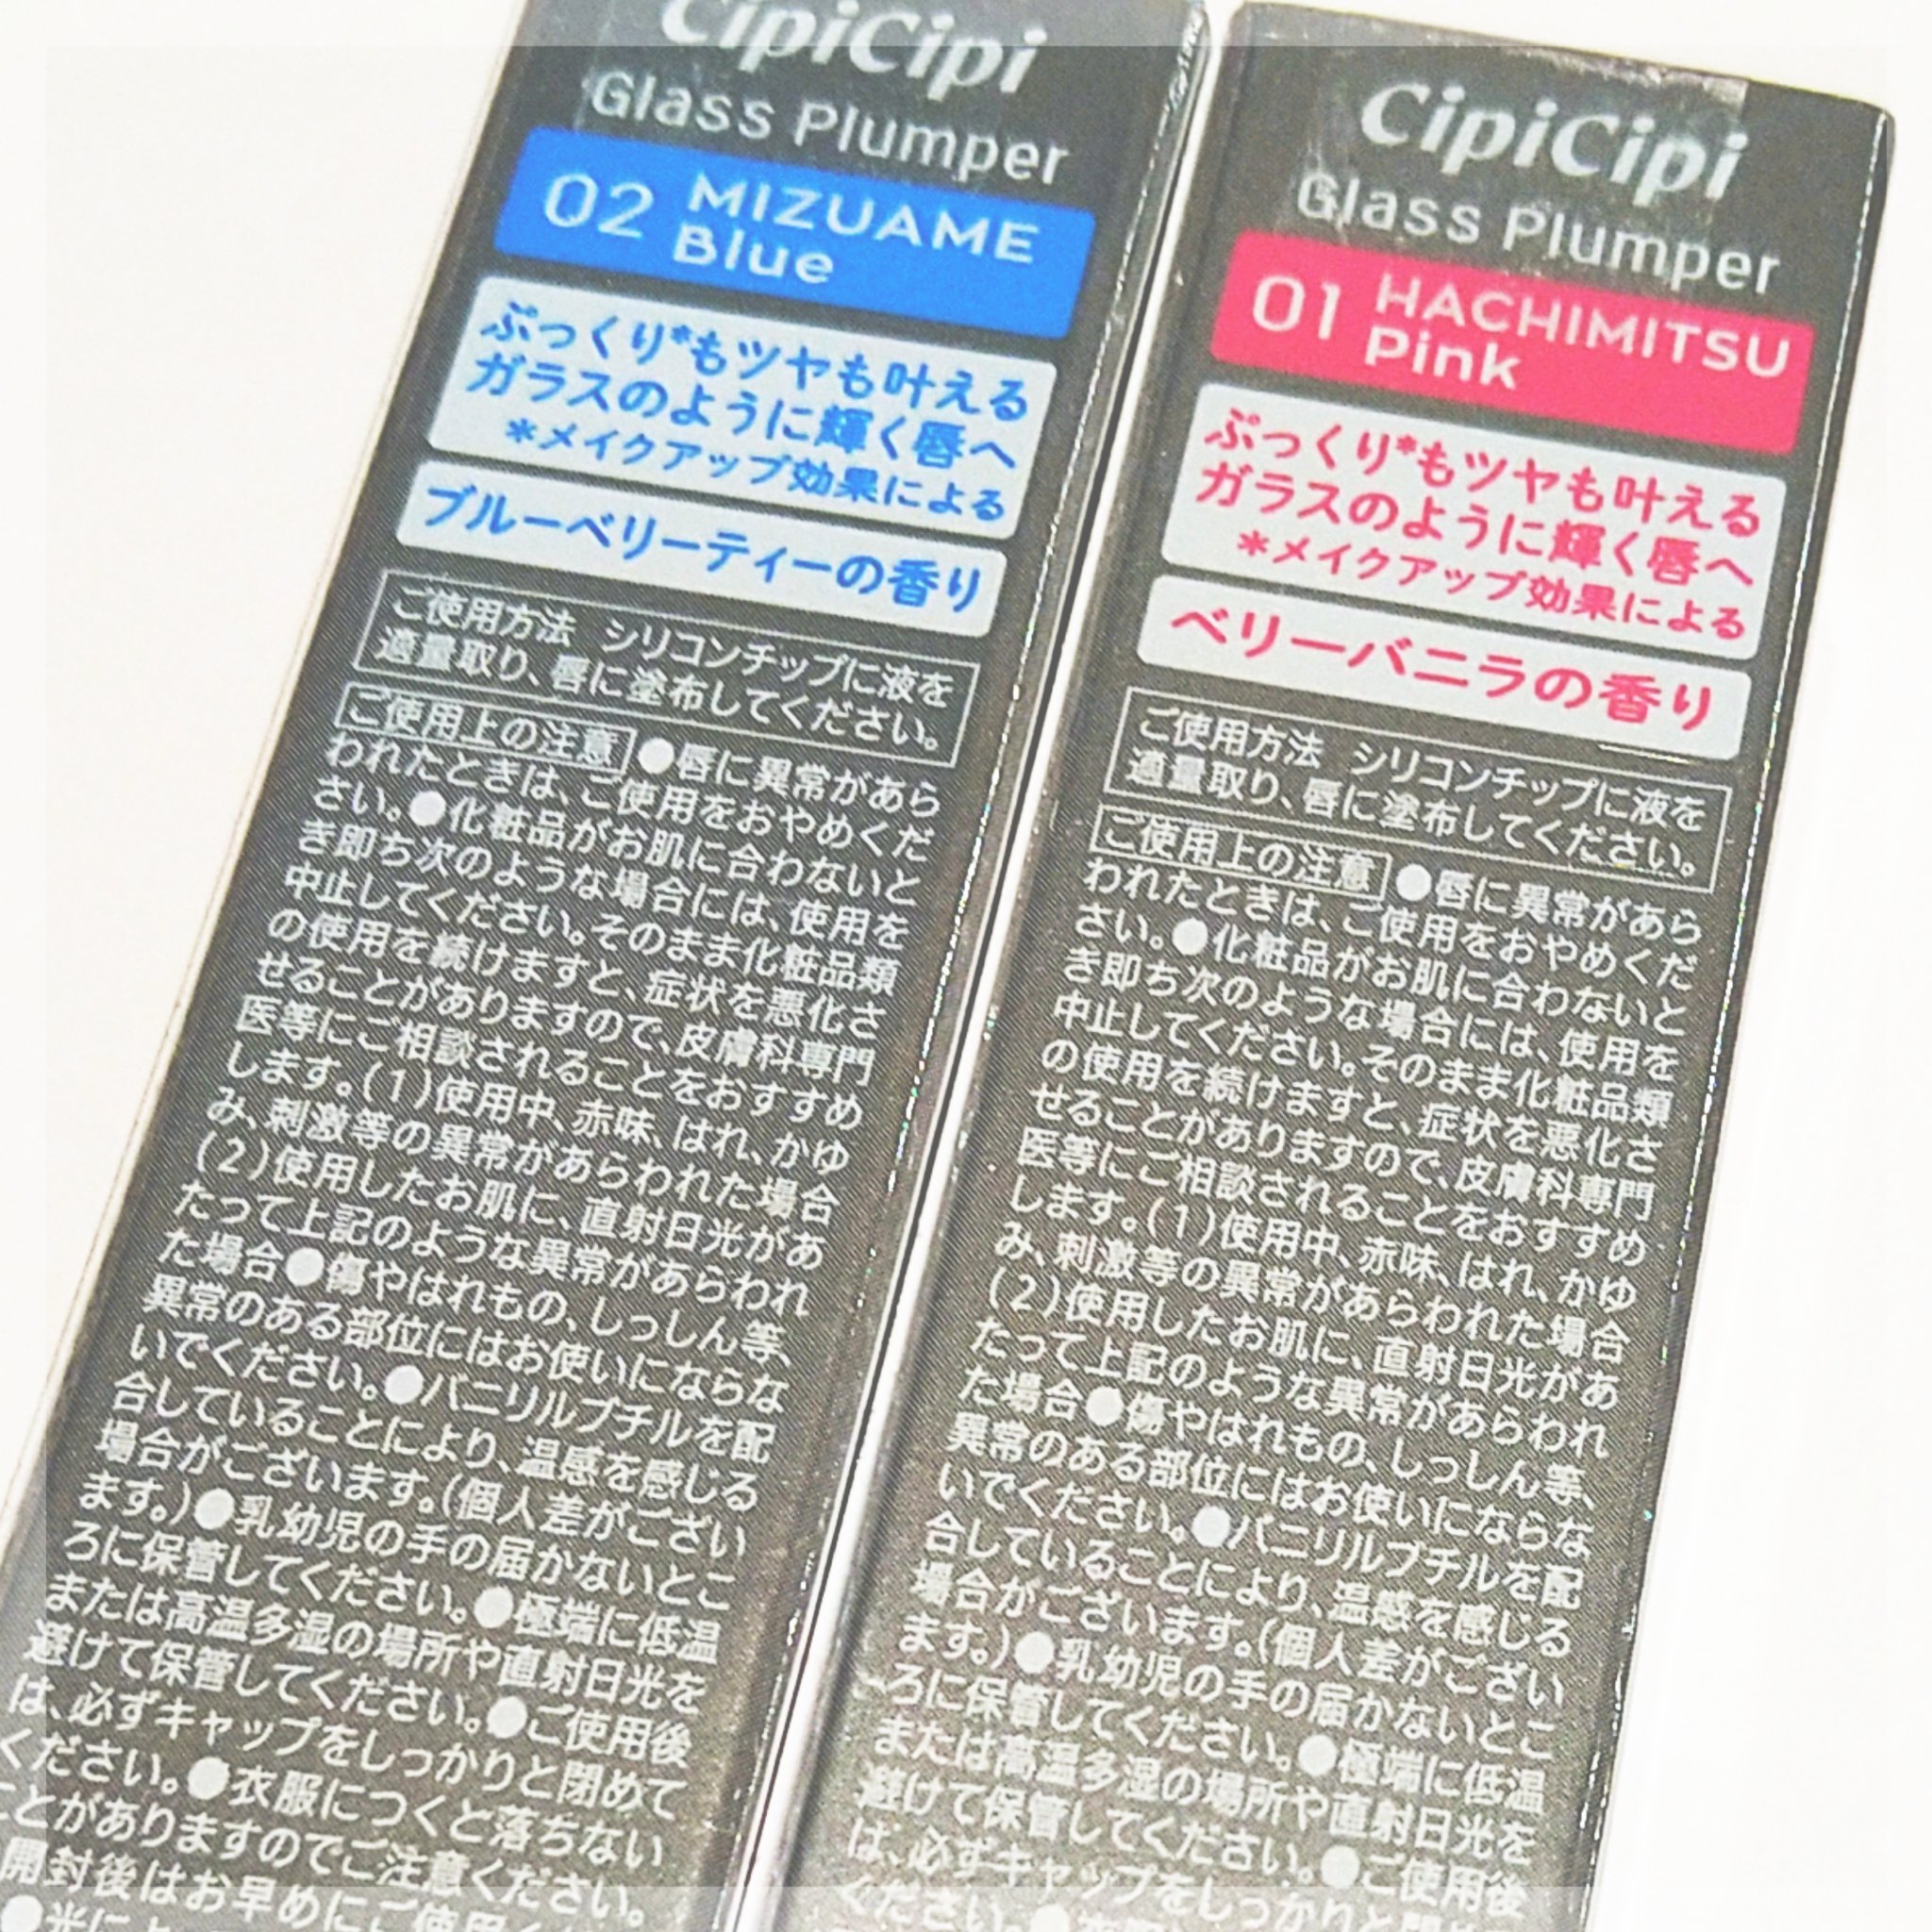 CipiCipi
Glass Plumper
02 MIZUAME
Blue
ぷっくり*もツヤも叶える
ガラスのように輝く唇へ
*メイクアップ効果による
ブルーベリーティーの香り
ご使用方法 シリコンチップに液を
適量取り、唇に塗布してください。
ご使用上の注意 ●唇に異常があら
われたときは、ご使用をおやめくだ
さい。●化粧品がお肌に合わないと
き即ち次のような場合には、使用を
中止してください。そのまま化粧品類
の使用を続けますと、症状を悪化さ
せることがありますので、皮膚科専門
医等にご相談されることをおすすめ
します。(1)使用中、赤味、はれ、かゆ
み、刺激等の異常があらわれた場合
(2)使用したお肌に、直射日光があ
たって上記のような異常があらわれ
た場合●傷やはれもの、しっしん等、
異常のある部位にはお使いにならな
いでください。●バニリルブチルを配
合していることにより、温感を感じる
場合がございます。(個人差がござい
ます。)●乳幼児の手の届かないとこ
ろに保管してください。●極端に低温
または高温多湿の場所や直射日光を
避けて保管してください。●ご使用後
は、必ずキャップをしっかりと閉めて
ください。●衣服につくと落ちない
ことがありますのでご注意ください。
開封後はお早めにご使用く
●光によ
CipiCipi
Glass Plumper
01 HACHIMITSU
Pink
ぷっくり*もツヤも叶える
ガラスのように輝く唇へ
*メイクアップ効果による
ベリーバニラの香り
ご使用方法 シリコンチップに液を
適量取り、唇に塗布してください。
ご使用上の注意 ●唇に異常があら
われたときは、ご使用をおやめくだ
さい。●化粧品がお肌に合わないと
き即ち次のような場合には、使用を
中止してください。そのまま化粧品類
の使用を続けますと、症状を悪化さ
せることがありますので、皮膚科専門
医等にご相談されることをおすすめ
します。(1)使用中、赤味、はれ、かゆ
み、刺激等の異常があらわれた場合
(2)使用したお肌に、直射日光があ
たって上記のような異常があらわれ
た場合●傷やはれもの、しっしん等、
異常のある部位にはお使いにならな
いでください。●バニリルブチルを配
合していることにより、温感を感じる
場合がございます。(個人差がござい
ます。)●乳幼児の手の届かないとこ
ろに保管してください。●極端に低温
または高温多湿の場所や直射日光を
避けて保管してください。●ご使用後
は、必ずキャップをしっかりと閉
ください。